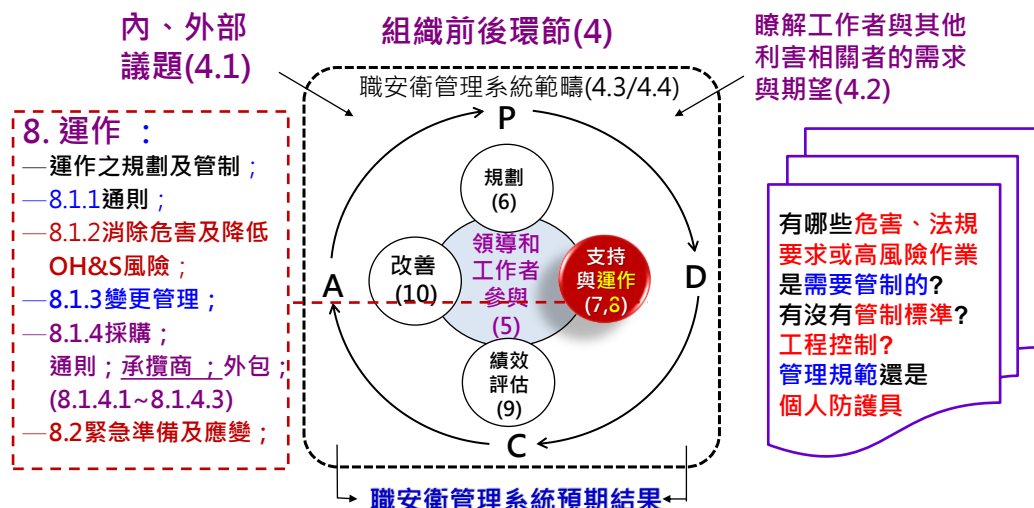 內、外部
議題(4.1)
組織前後環節(4)
瞭解工作者與其他
利害相關者的需求
與期望(4.2)
職安衛管理系統範疇(4.3/4.4)
P
D
C
A
規劃
(6)
領導和
工作者
參與
(5)
改善
(10)
支持
與運作
(7,8)
績效
評估
(9)
職安衛管理系統預期結果
8. 運作 :
—運作之規劃及管制;
—8.1.1通則;
—8.1.2消除危害及降低
OH&S風險;
—8.1.3變更管理;
—8.1.4採購;
通則;承攬商 ;外包;
(8.1.4.1~8.1.4.3)
—8.2緊急準備及應變;
有哪些危害、法規
要求或高風險作業
是需要管制的?
有沒有管制標準?
工程控制?
管理規範還是
個人防護具